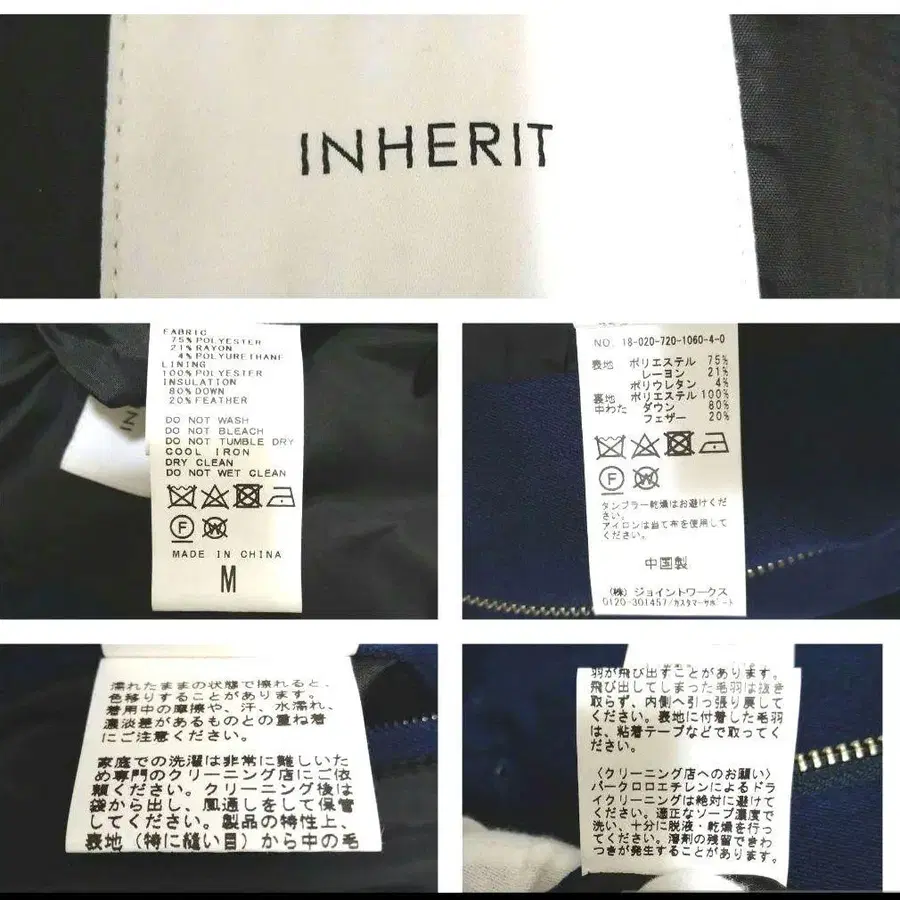 INHERIT
FABRIC
75% POLYESTER
21% RAYON
4% POLYURETHANE
LINING
100% POLYESTER
INSULATION
80% DOWN
20% FEATHER
DO NOT WASH
DO NOT BLEACH
DO NOT TUMBLE DRY
COOL IRON
DRY CLEAN
DO NOT WET CLEAN
F W
MADE IN CHINA
M
IN
NO. 18-020-720-1060-4-0
表地 ポリエステル 75%
レーヨン 21%
ポリウレタン 4%
裏地 ポリエステル 100%
中わた ダウン 80%
フェザー 20%
F W
タンブラー乾燥はお避けくだ
さい。
アイロンは当て布を使用して
ください。
中国製
(株) ジョイントワークス
0120-301457/カスタマーサポート
濡れたままの状態で擦れると、
色移りすることがあります。
着用中の摩擦や、汗、水濡れ、
濃淡差があるものとの重ね着
にご注意ください。
家庭での洗濯は非常に難しいた
め専門のクリーニング店にご依
頼ください。クリーニング後は
袋から出し、風通しをして保管
してください。製品の特性上、
表地(特に縫い目)から中の毛
羽が飛び出すことがあります。
飛び出してしまった毛羽は抜き
取らず、内側へ引っ張り戻して
ください。表地に付着した毛羽
は、粘着テープなどで取ってく
ださい。
〈クリーニング店へのお願い〉
パークロロエチレンによるドラ
イクリーニングは絶対に避けて
ください。適正なソープ濃度で
洗い、十分に脱液・乾燥を行っ
てください。溶剤の残留できわ
つきが発生することがあります。